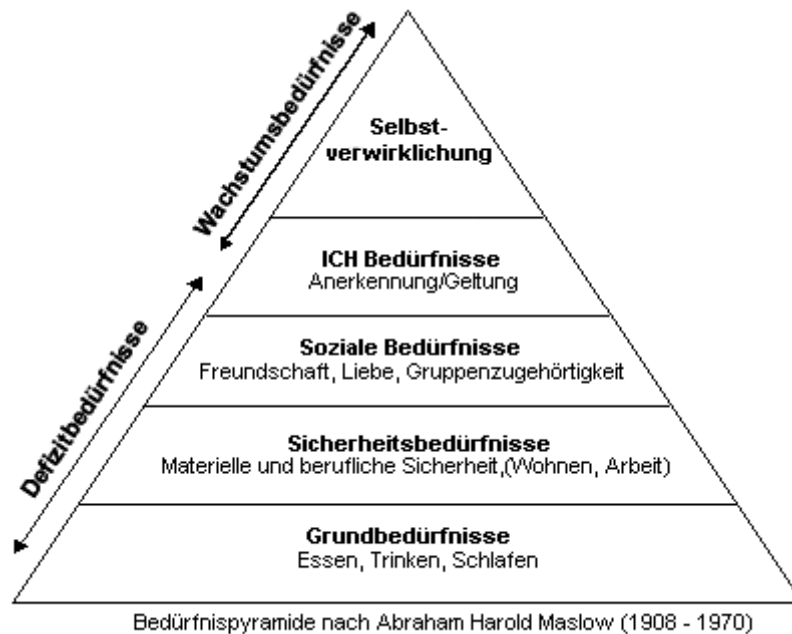 Wachstumsbedürfnisse
Defizitbedürfnisse
Selbst-
verwirklichung
ICH Bedürfnisse
Anerkennung/Geltung
Soziale Bedürfnisse
Freundschaft, Liebe, Gruppenzugehörtigkeit
Sicherheitsbedürfnisse
Materielle und berufliche Sicherheit,(Wohnen, Arbeit)
Grundbedürfnisse
Essen, Trinken, Schlafen
Bedürfnispyramide nach Abraham Harold Maslow (1908 - 1970)